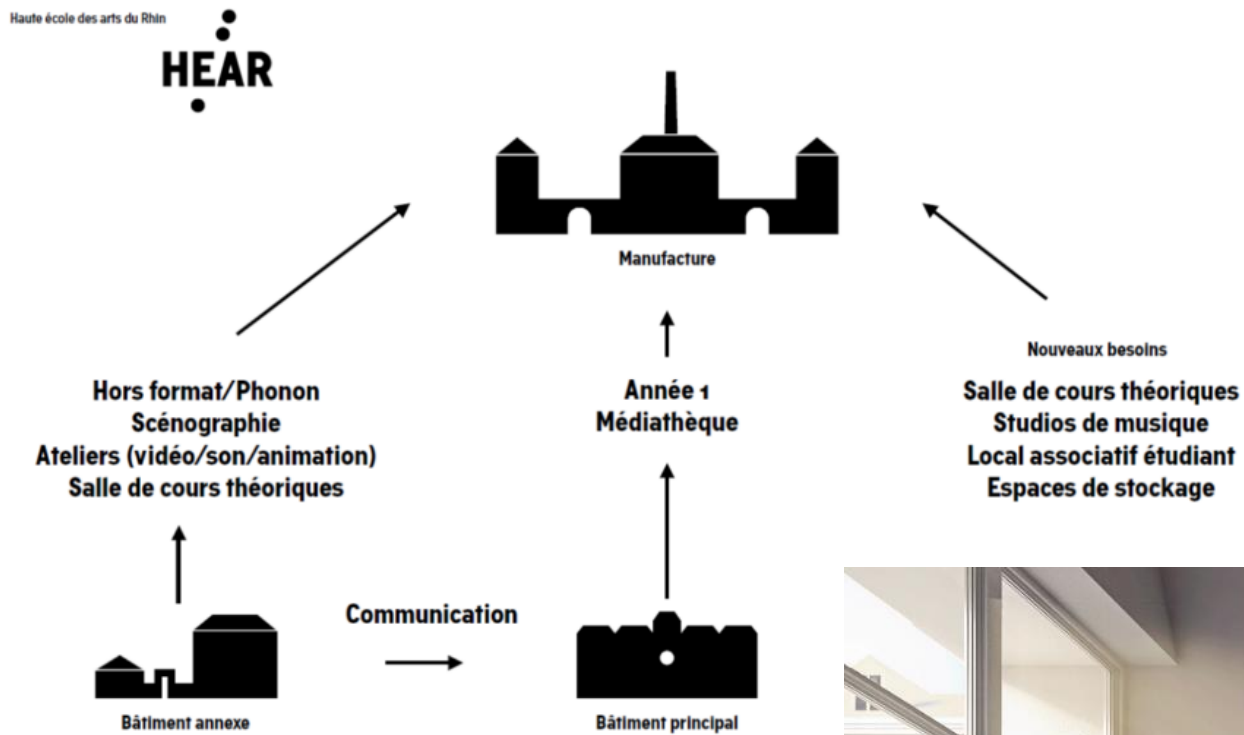 Haute école des arts du Rhin
HEAR
Manufacture
Hors format/Phonon
Scénographie
Ateliers (vidéo/son/animation)
Salle de cours théoriques
Année 1
Médiathèque
Nouveaux besoins
Salle de cours théoriques
Studios de musique
Local associatif étudiant
Espaces de stockage
Communication
Bâtiment annexe
Bâtiment principal